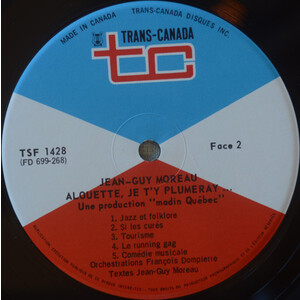 MADE IN CANADA
TRANS-CANADA DISQUES INC.
TRANS-CANADA
tc
TSF 1428
(FD 699-268)
Face 2
JEAN-GUY MOREAU
ALOUETTE, JE T'Y PLUMERAY...
Une production "madin Québec"
1. Jazz et folklore
2. Si les curés
3. Tourisme
4. Le running gag
5. Comédie musicale
Orchestrations François Dompierre
Textes Jean-Guy Moreau